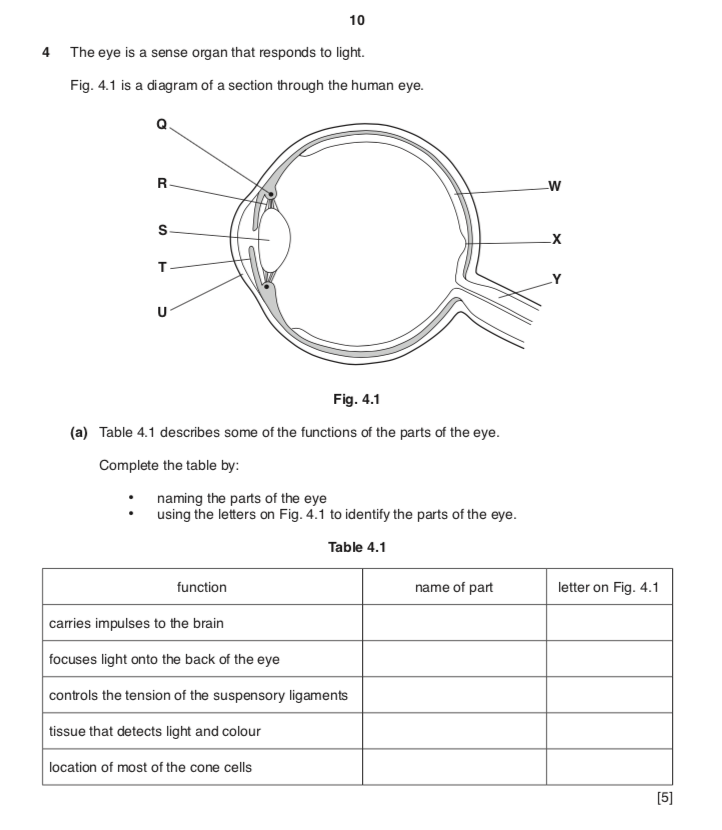 10
4 The eye is a sense organ that responds to light.
Fig. 4.1 is a diagram of a section through the human eye.
Q
R
W
S
X
T
Y
U
Fig. 4.1
(a) Table 4.1 describes some of the functions of the parts of the eye.
Complete the table by:
• naming the parts of the eye
• using the letters on Fig. 4.1 to identify the parts of the eye.
Table 4.1
function name of part letter on Fig. 4.1
carries impulses to the brain
focuses light onto the back of the eye
controls the tension of the suspensory ligaments
tissue that detects light and colour
location of most of the cone cells
[5]